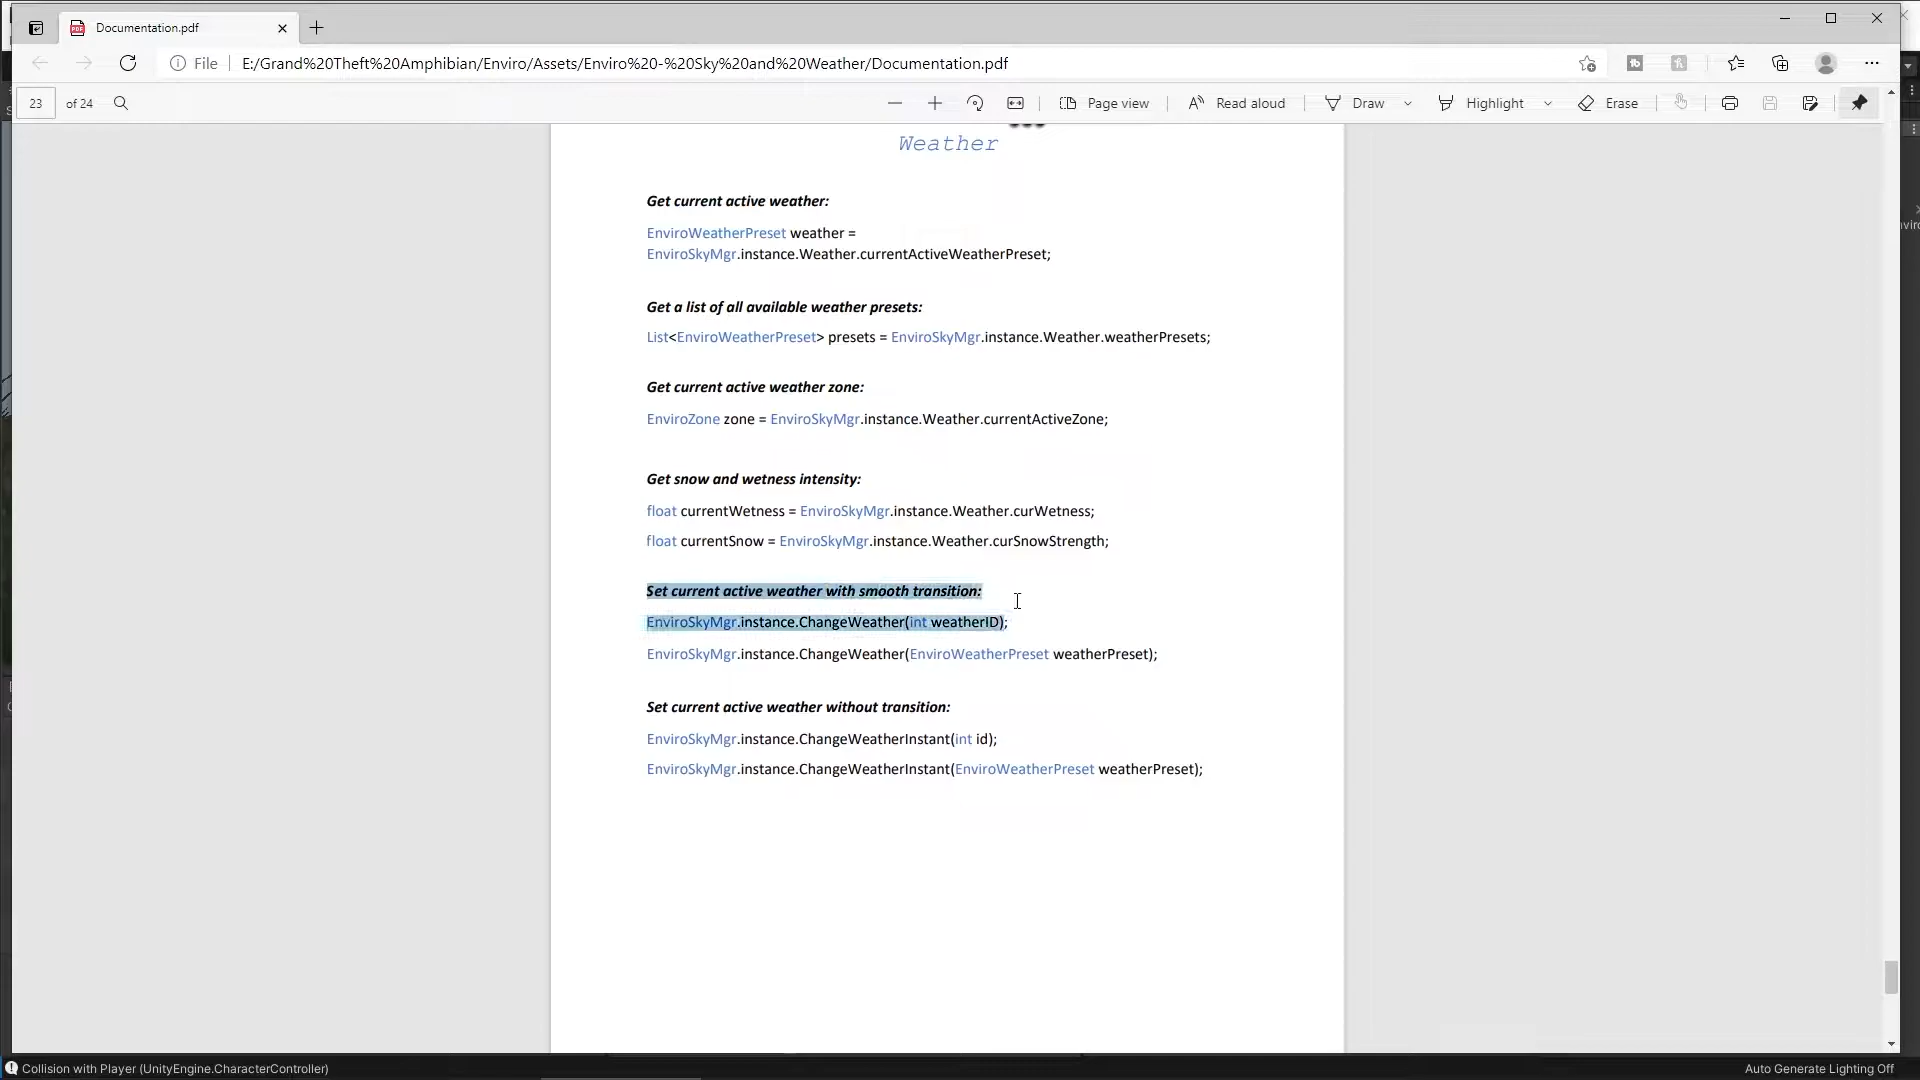 Documentation.pdf
File
E:/Grand%20Theft%20Amphibian/Enviro/Assets/Enviro%20-%20Sky%20and%20Weather/Documentation.pdf
23 of 24
Page view
Read aloud
Draw
Highlight
Erase
Weather
Get current active weather:
EnviroWeatherPreset weather =
EnviroSkyMgr.instance.Weather.currentActiveWeatherPreset;
Get a list of all available weather presets:
List<EnviroWeatherPreset> presets = EnviroSkyMgr.instance.Weather.weatherPresets;
Get current active weather zone:
EnviroZone zone = EnviroSkyMgr.instance.Weather.currentActiveZone;
Get snow and wetness intensity:
float currentWetness = EnviroSkyMgr.instance.Weather.curWetness;
float currentSnow = EnviroSkyMgr.instance.Weather.curSnowStrength;
Set current active weather with smooth transition:
EnviroSkyMgr.instance.ChangeWeather(int weatherID);
EnviroSkyMgr.instance.ChangeWeather(EnviroWeatherPreset weatherPreset);
Set current active weather without transition:
EnviroSkyMgr.instance.ChangeWeatherInstant(int id);
EnviroSkyMgr.instance.ChangeWeatherInstant(EnviroWeatherPreset weatherPreset);
Collision with Player (UnityEngine.CharacterController)
Auto Generate Lighting Off